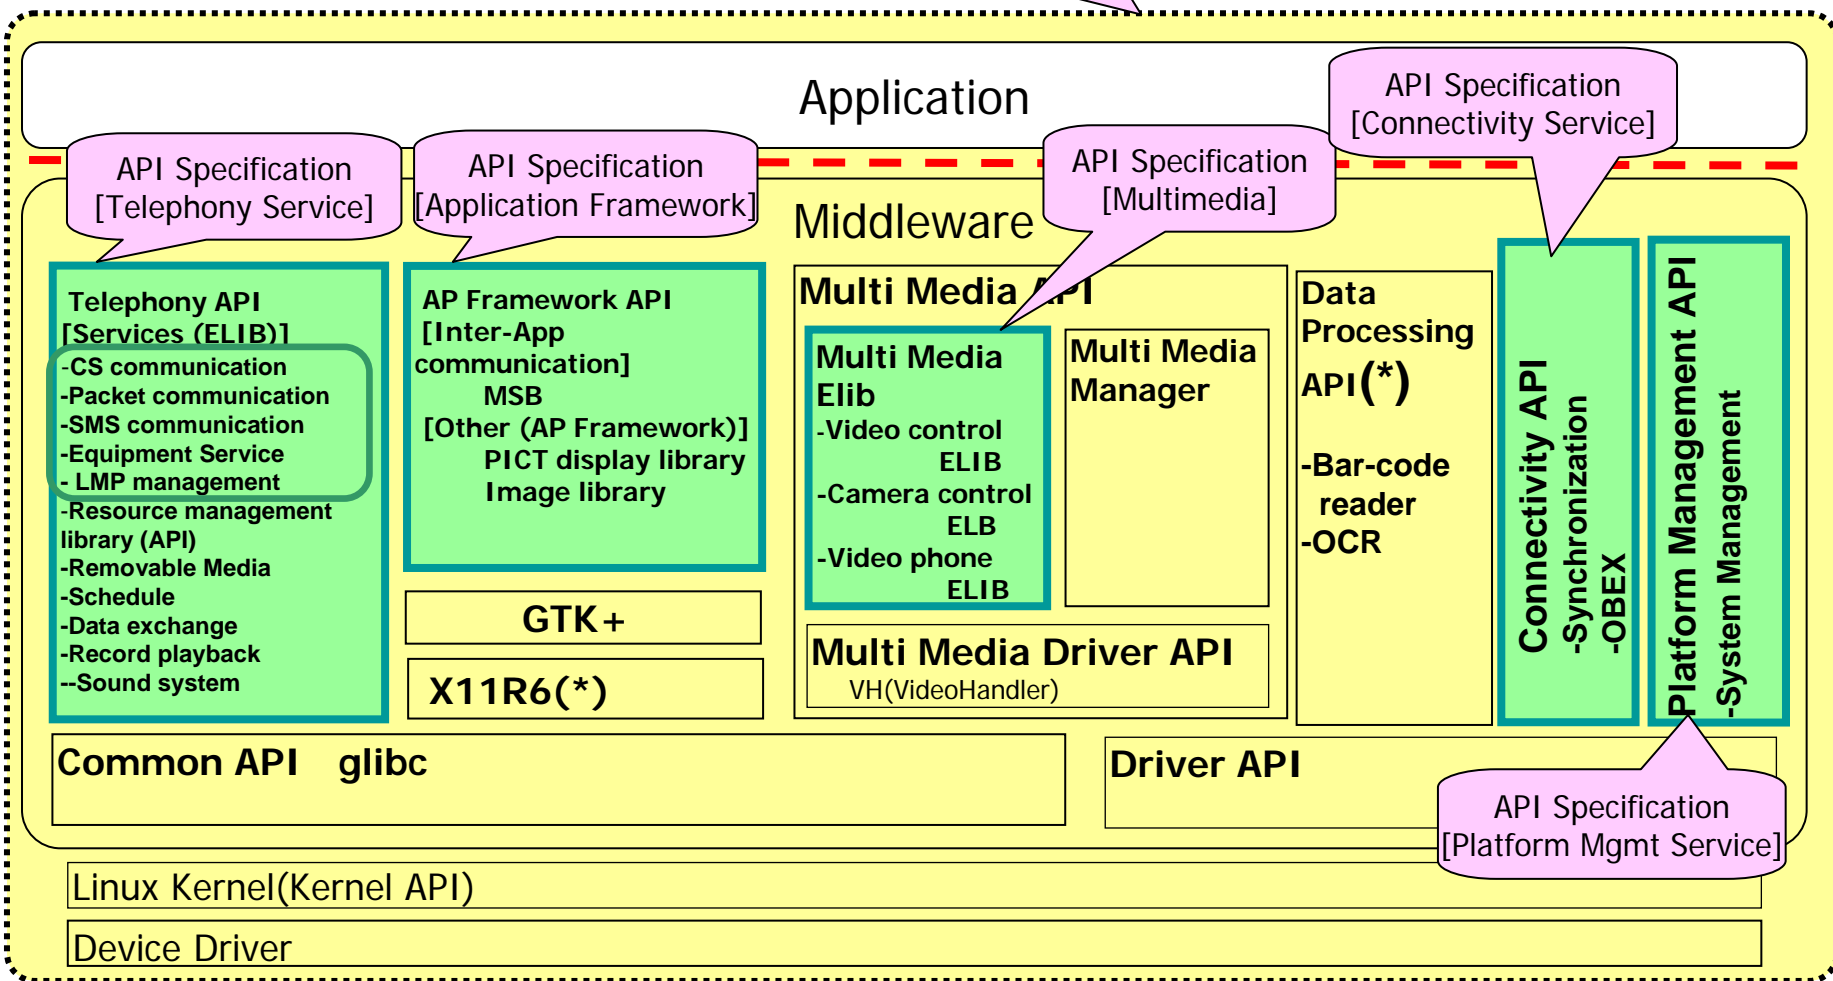 Application
API Specification
[Connectivity Service]
API Specification
[Telephony Service]
API Specification
[Application Framework]
API Specification
[Multimedia]
Middleware
Telephony API
[Services (ELIB)]
-CS communication
-Packet communication
-SMS communication
-Equipment Service
- LMP management
-Resource management
library (API)
-Removable Media
-Schedule
-Data exchange
-Record playback
--Sound system
AP Framework API
[Inter-App
communication]
MSB
[Other (AP Framework)]
PICT display library
Image library
GTK+
X11R6(*)
Multi Media API
Multi Media
Elib
-Video control
ELIB
-Camera control
ELB
-Video phone
ELIB
Multi Media
Manager
Multi Media Driver API
VH(VideoHandler)
Data
Processing
API(*)
-Bar-code
reader
-OCR
Connectivity API
-Synchronization
-OBEX
Platform Management API
-System Management
Common API glibc
Driver API
API Specification
[Platform Mgmt Service]
Linux Kernel(Kernel API)
Device Driver